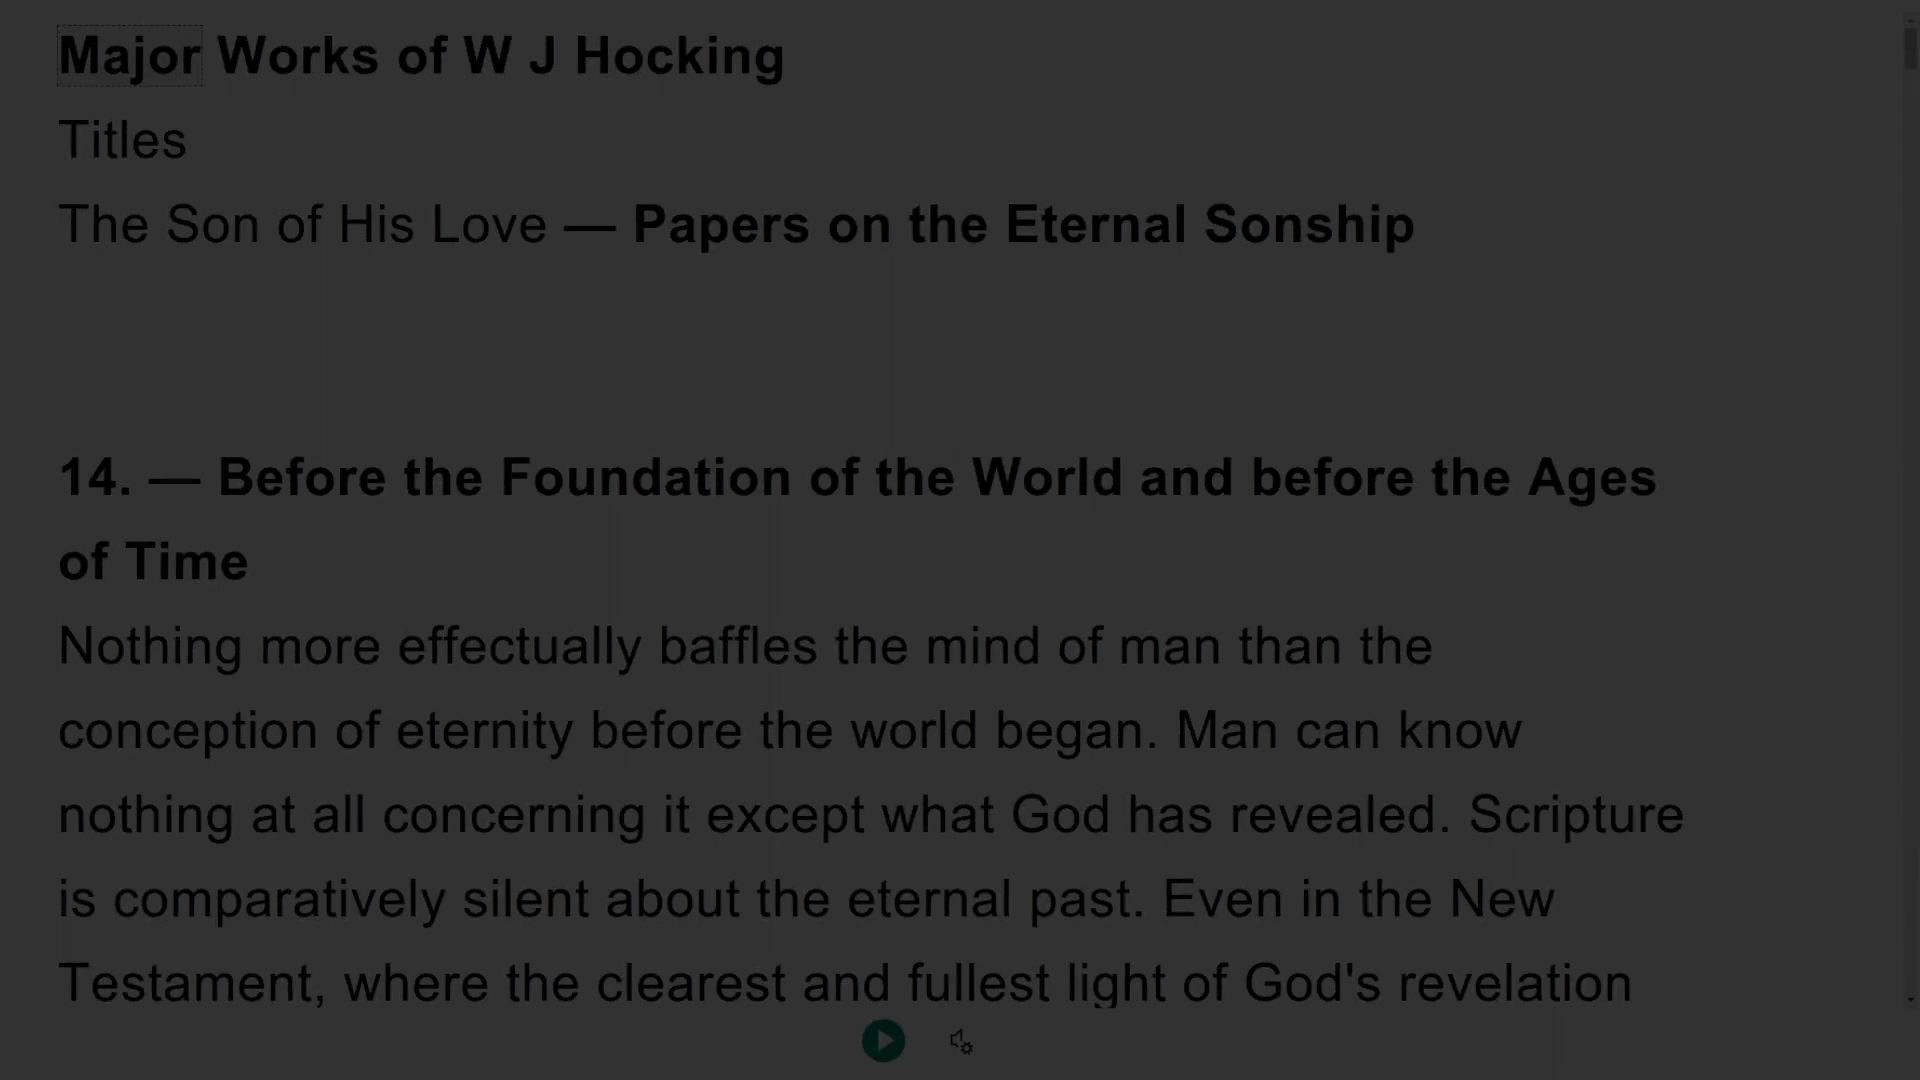 Major Works of W J Hocking
Titles
The Son of His Love — Papers on the Eternal Sonship
14. — Before the Foundation of the World and before the Ages
of Time
Nothing more effectually baffles the mind of man than the
conception of eternity before the world began. Man can know
nothing at all concerning it except what God has revealed. Scripture
is comparatively silent about the eternal past. Even in the New
Testament, where the clearest and fullest light of God's revelation